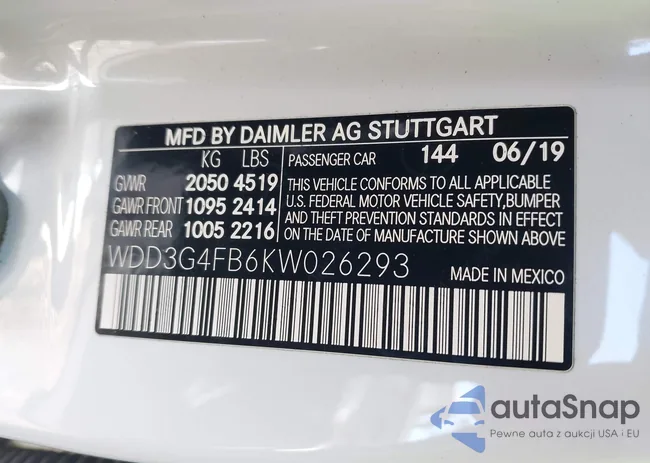 MFD BY DAIMLER AG STUTTGART
KG LBS
GVWR 2050 4519
GAWR FRONT 1095 2414
GAWR REAR 1005 2216
PASSENGER CAR 144 06/19
THIS VEHICLE CONFORMS TO ALL APPLICABLE
U.S. FEDERAL MOTOR VEHICLE SAFETY, BUMPER
AND THEFT PREVENTION STANDARDS IN EFFECT
ON THE DATE OF MANUFACTURE SHOWN ABOVE
WDD3G4FB6KW026293
MADE IN MEXICO
autaSnap
Pewne auta z aukcji USA i EU